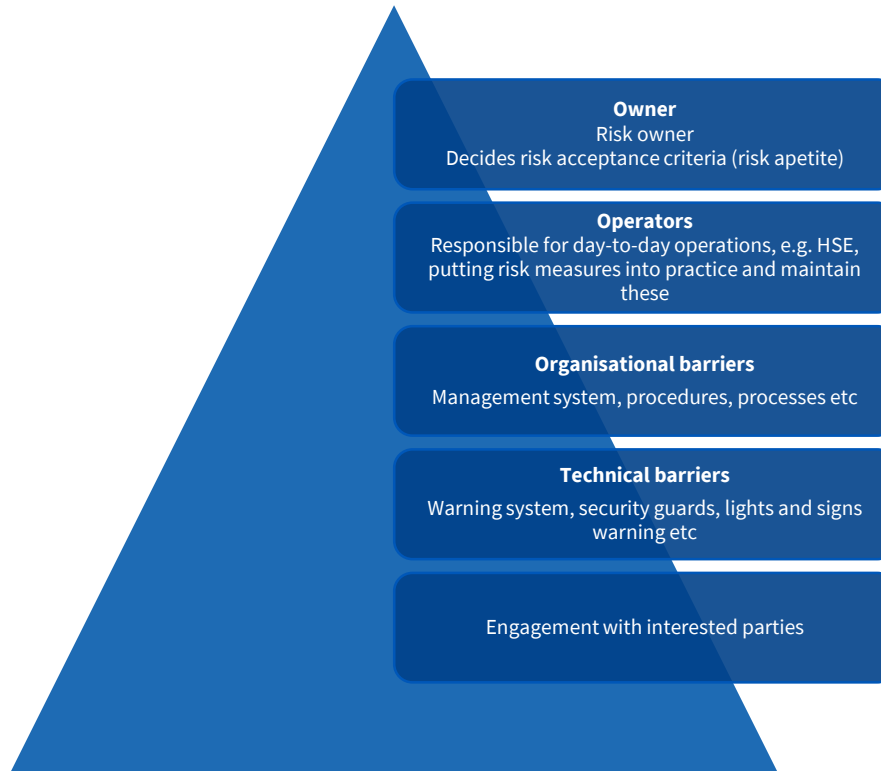 Owner
Risk owner
Decides risk acceptance criteria (risk apetite)
Operators
Responsible for day-to-day operations, e.g. HSE,
putting risk measures into practice and maintain
these
Organisational barriers
Management system, procedures, processes etc
Technical barriers
Warning system, security guards, lights and signs
warning etc
Engagement with interested parties